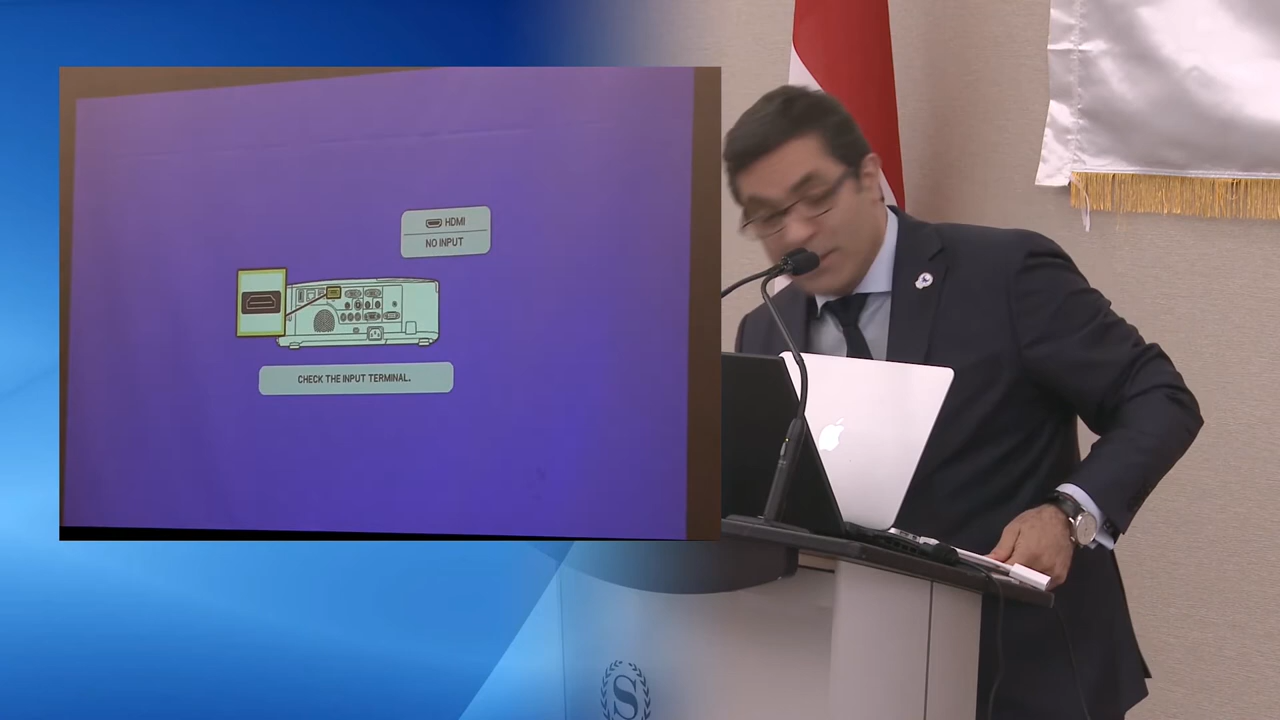 HDMI
NO INPUT
CHECK THE INPUT TERMINAL.
S